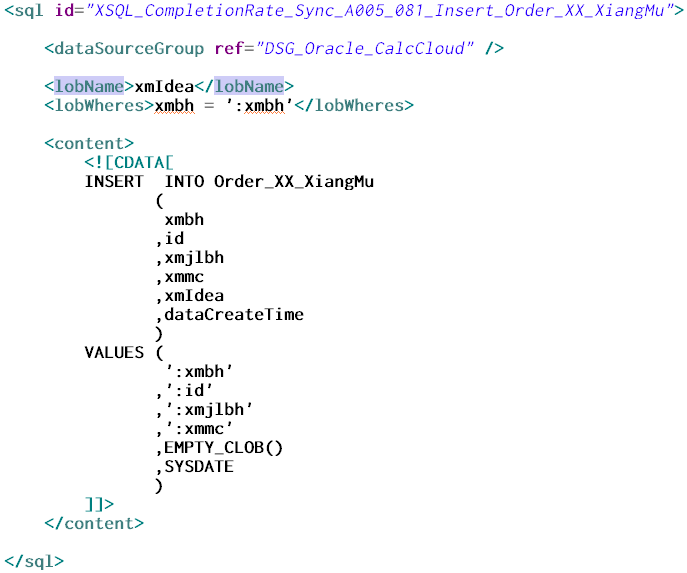 <sql id="XSQL_CompletionRate_Sync_A005_081_Insert_Order_XX_XiangMu">
<dataSourceGroup ref="DSG_Oracle_CalcCloud" />
<lobName>xmIdea</lobName>
<lobWheres>xmbh = ':xmbh'</lobWheres>
<content>
<![CDATA[
INSERT  INTO Order_XX_XiangMu
(
xmbh
,id
,xmjlbh
,xmmc
,xmIdea
,dataCreateTime
)
VALUES (
':xmbh'
,':id'
,':xmjlbh'
,':xmmc'
,EMPTY_CLOB()
,SYSDATE
)
]]>
</content>
</sql>